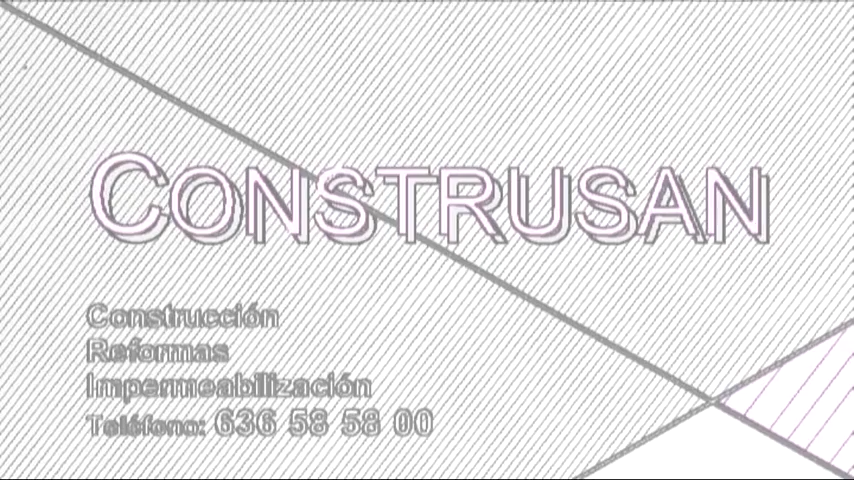 CONSTRUSAN
Construcción
Reformas
Impermeabilización
Teléfono: 636 58 58 00